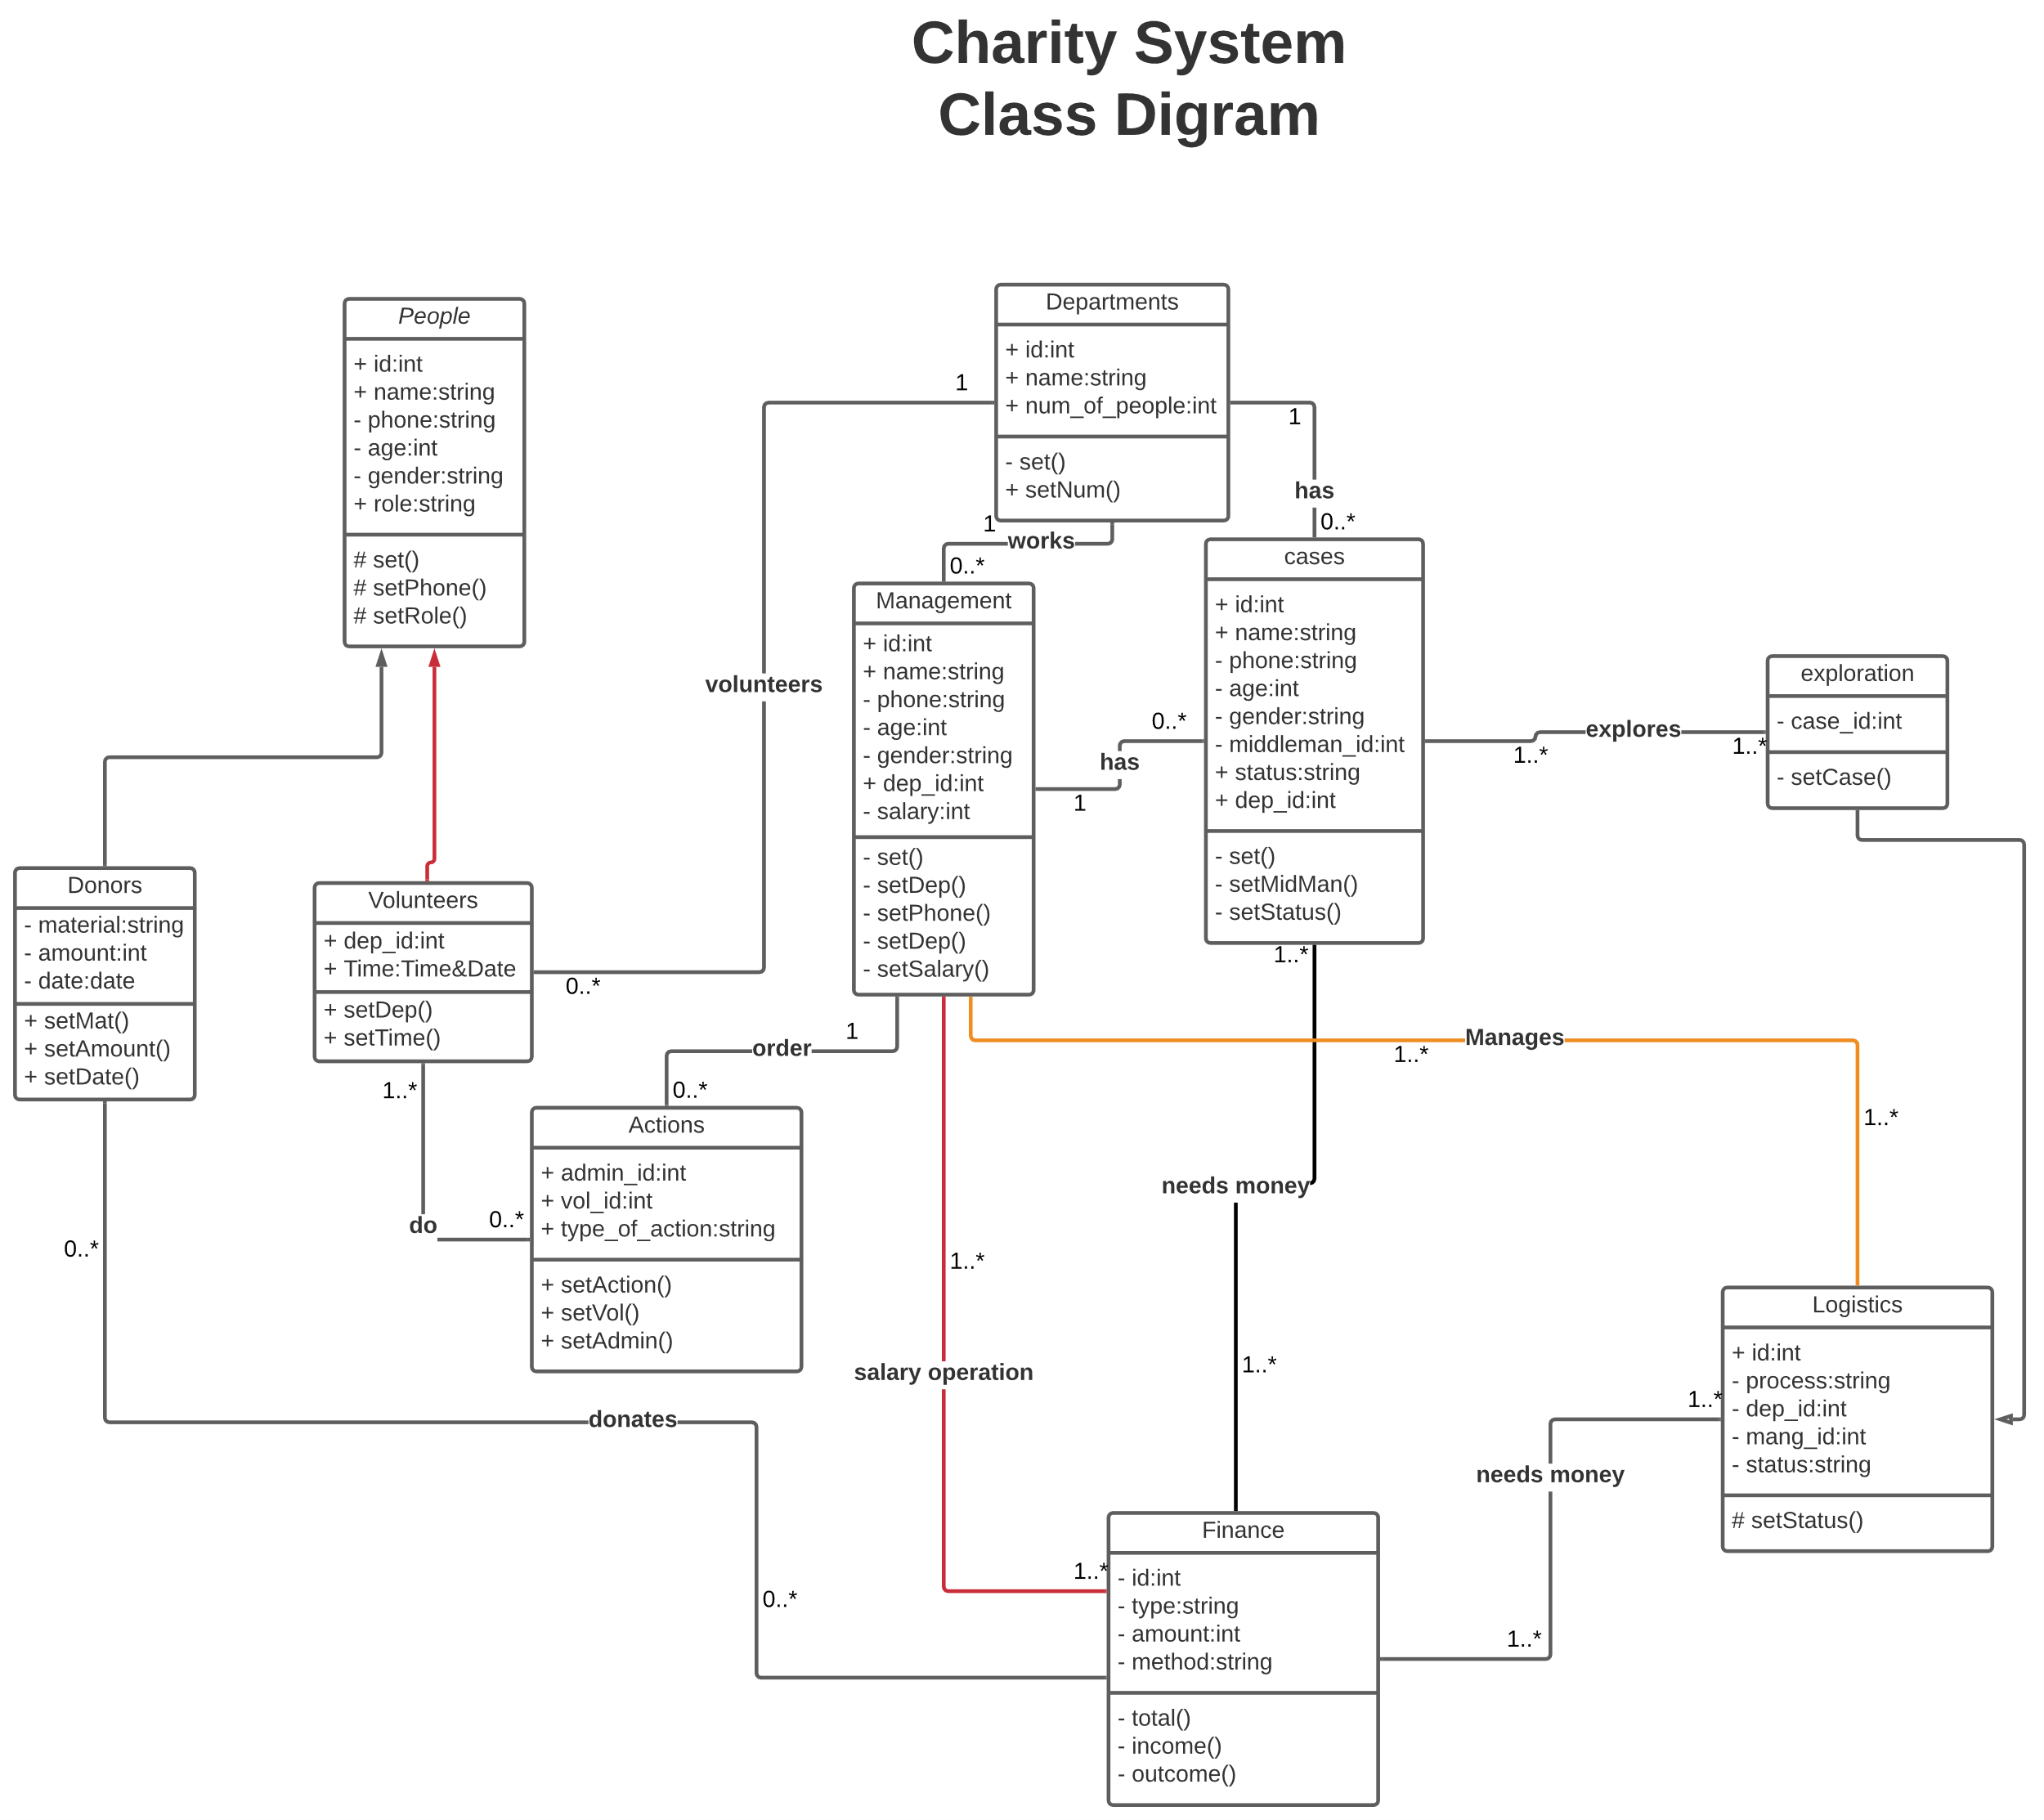 Charity System
Class Digram
People
+ id:int
+ name:string
- phone:string
- age:int
- gender:string
+ role:string
# set()
# setPhone()
# setRole()
Departments
+ id:int
+ name:string
+ num_of_people:int
- set()
+ setNum()
1
1
has
0..*
1
works
0..*
volunteers
0..*
Management
+ id:int
+ name:string
- phone:string
- age:int
- gender:string
+ dep_id:int
- salary:int
- set()
- setDep()
- setPhone()
- setDep()
- setSalary()
cases
+ id:int
+ name:string
- phone:string
- age:int
- gender:string
- middleman_id:int
+ status:string
+ dep_id:int
- set()
- setMidMan()
- setStatus()
0..*
has
1
1..*
explores
1..*
exploration
- case_id:int
- setCase()
Donors
- material:string
- amount:int
- date:date
+ setMat()
+ setAmount()
+ setDate()
Volunteers
+ dep_id:int
+ Time:Time&Date
+ setDep()
+ setTime()
1
order
0..*
1..*
do
0..*
Actions
+ admin_id:int
+ vol_id:int
+ type_of_action:string
+ setAction()
+ setVol()
+ setAdmin()
1..*
Manages
1..*
1..*
needs money
1..*
1..*
salary operation
1..*
0..*
donates
0..*
Logistics
+ id:int
- process:string
- dep_id:int
- mang_id:int
- status:string
# setStatus()
1..*
needs money
1..*
Finance
- id:int
- type:string
- amount:int
- method:string
- total()
- income()
- outcome()